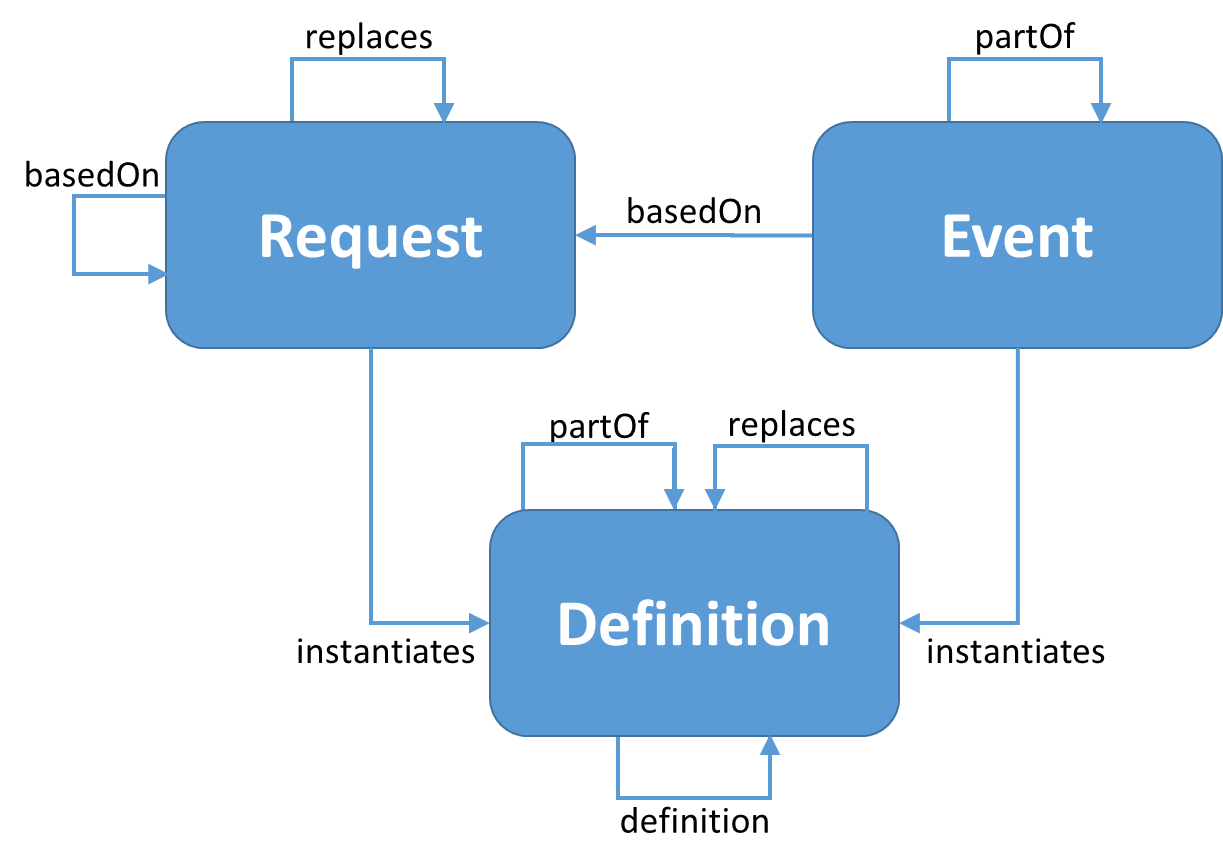 replaces
partOf
basedOn
Request
basedOn
Event
partOf
replaces
Definition
instantiates
instantiates
definition